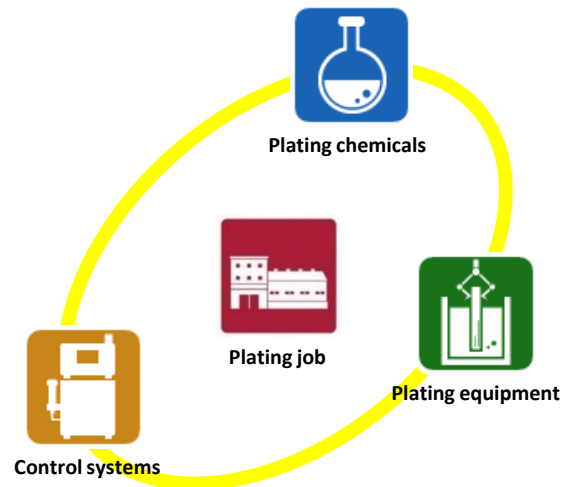 Plating chemicals
Plating job
Plating equipment
Control systems